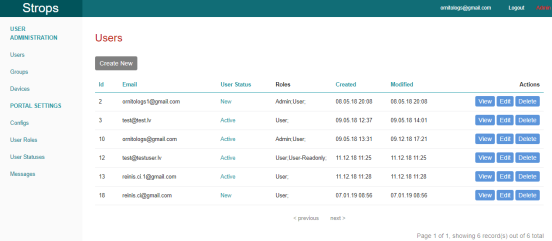 Strops
ornitologs@gmail.com Logout
USER ADMINISTRATION
Users
Groups
Devices
PORTAL SETTINGS
Configs
User Roles
User Statuses
Messages
Users
Create New
Id Email User Status Roles Created Modified Actions
2 ornitologs1@gmail.com New Admin;User; 08.05.18 20:08 08.05.18 20:08 View Edit Delete
3 test@test.lv Active User; 09.05.18 12:37 09.05.18 14:01 View Edit Delete
10 ornitologs@gmail.com Active Admin;User; 09.05.18 13:31 09.12.18 17:21 View Edit Delete
12 test@testuser.lv Active User;User-Readonly; 11.12.18 11:25 11.12.18 11:25 View Edit Delete
13 rainis.ci.1@gmail.com Active User; 11.12.18 11:28 11.12.18 11:28 View Edit Delete
18 rainis.ci@gmail.com New User; 07.01.19 08:56 07.01.19 08:56 View Edit Delete
< previous next >
Page 1 of 1, showing 6 record(s) out of 6 total